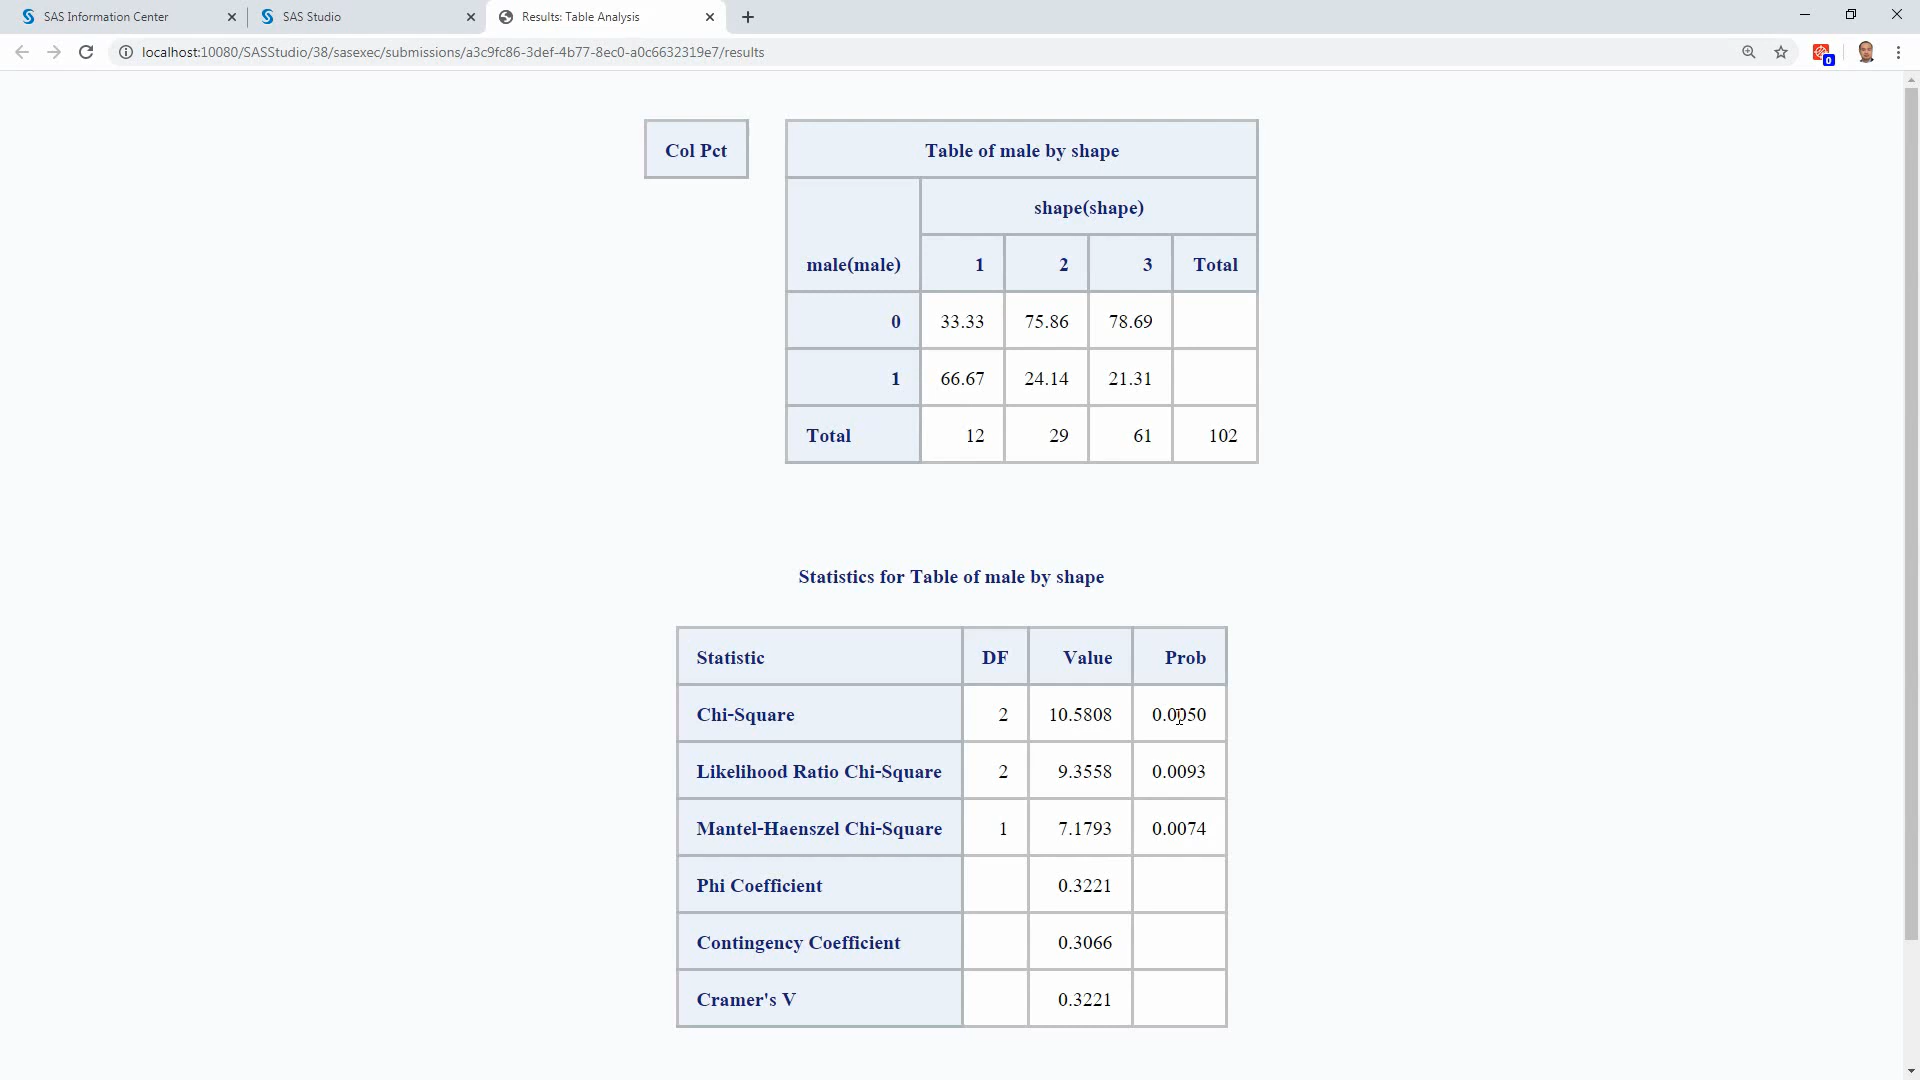 SAS Information Center
SAS Studio
Results: Table Analysis
localhost:10080/SASStudio/38/sasexec/submissions/a3c9fc86-3def-4b77-8ec0-a0c6632319e7/results
0
Col Pct
Table of male by shape
shape(shape)
male(male) 1 2 3 Total
0 33.33 75.86 78.69
1 66.67 24.14 21.31
Total 12 29 61 102
Statistics for Table of male by shape
Statistic DF Value Prob
Chi-Square 2 10.5808 0.0050
Likelihood Ratio Chi-Square 2 9.3558 0.0093
Mantel-Haenszel Chi-Square 1 7.1793 0.0074
Phi Coefficient 0.3221
Contingency Coefficient 0.3066
Cramer's V 0.3221